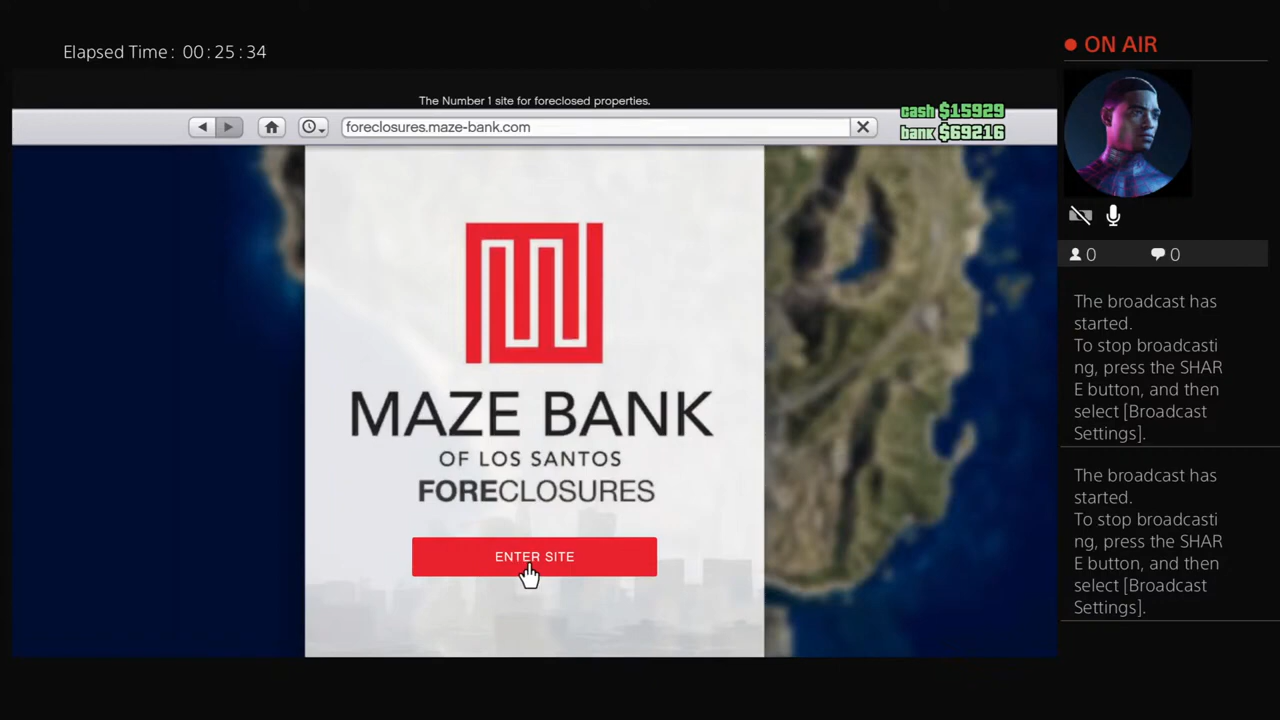 Elapsed Time: 00:25:34
ON AIR
The Number 1 site for foreclosed properties.
foreclosures.maze-bank.com
cash $15929
bank $69216
MAZE BANK
OF LOS SANTOS
FORECLOSURES
ENTER SITE
0
0
The broadcast has
started.
To stop broadcasti
ng, press the SHAR
E button, and then
select [Broadcast
Settings].
The broadcast has
started.
To stop broadcasti
ng, press the SHAR
E button, and then
select [Broadcast
Settings].